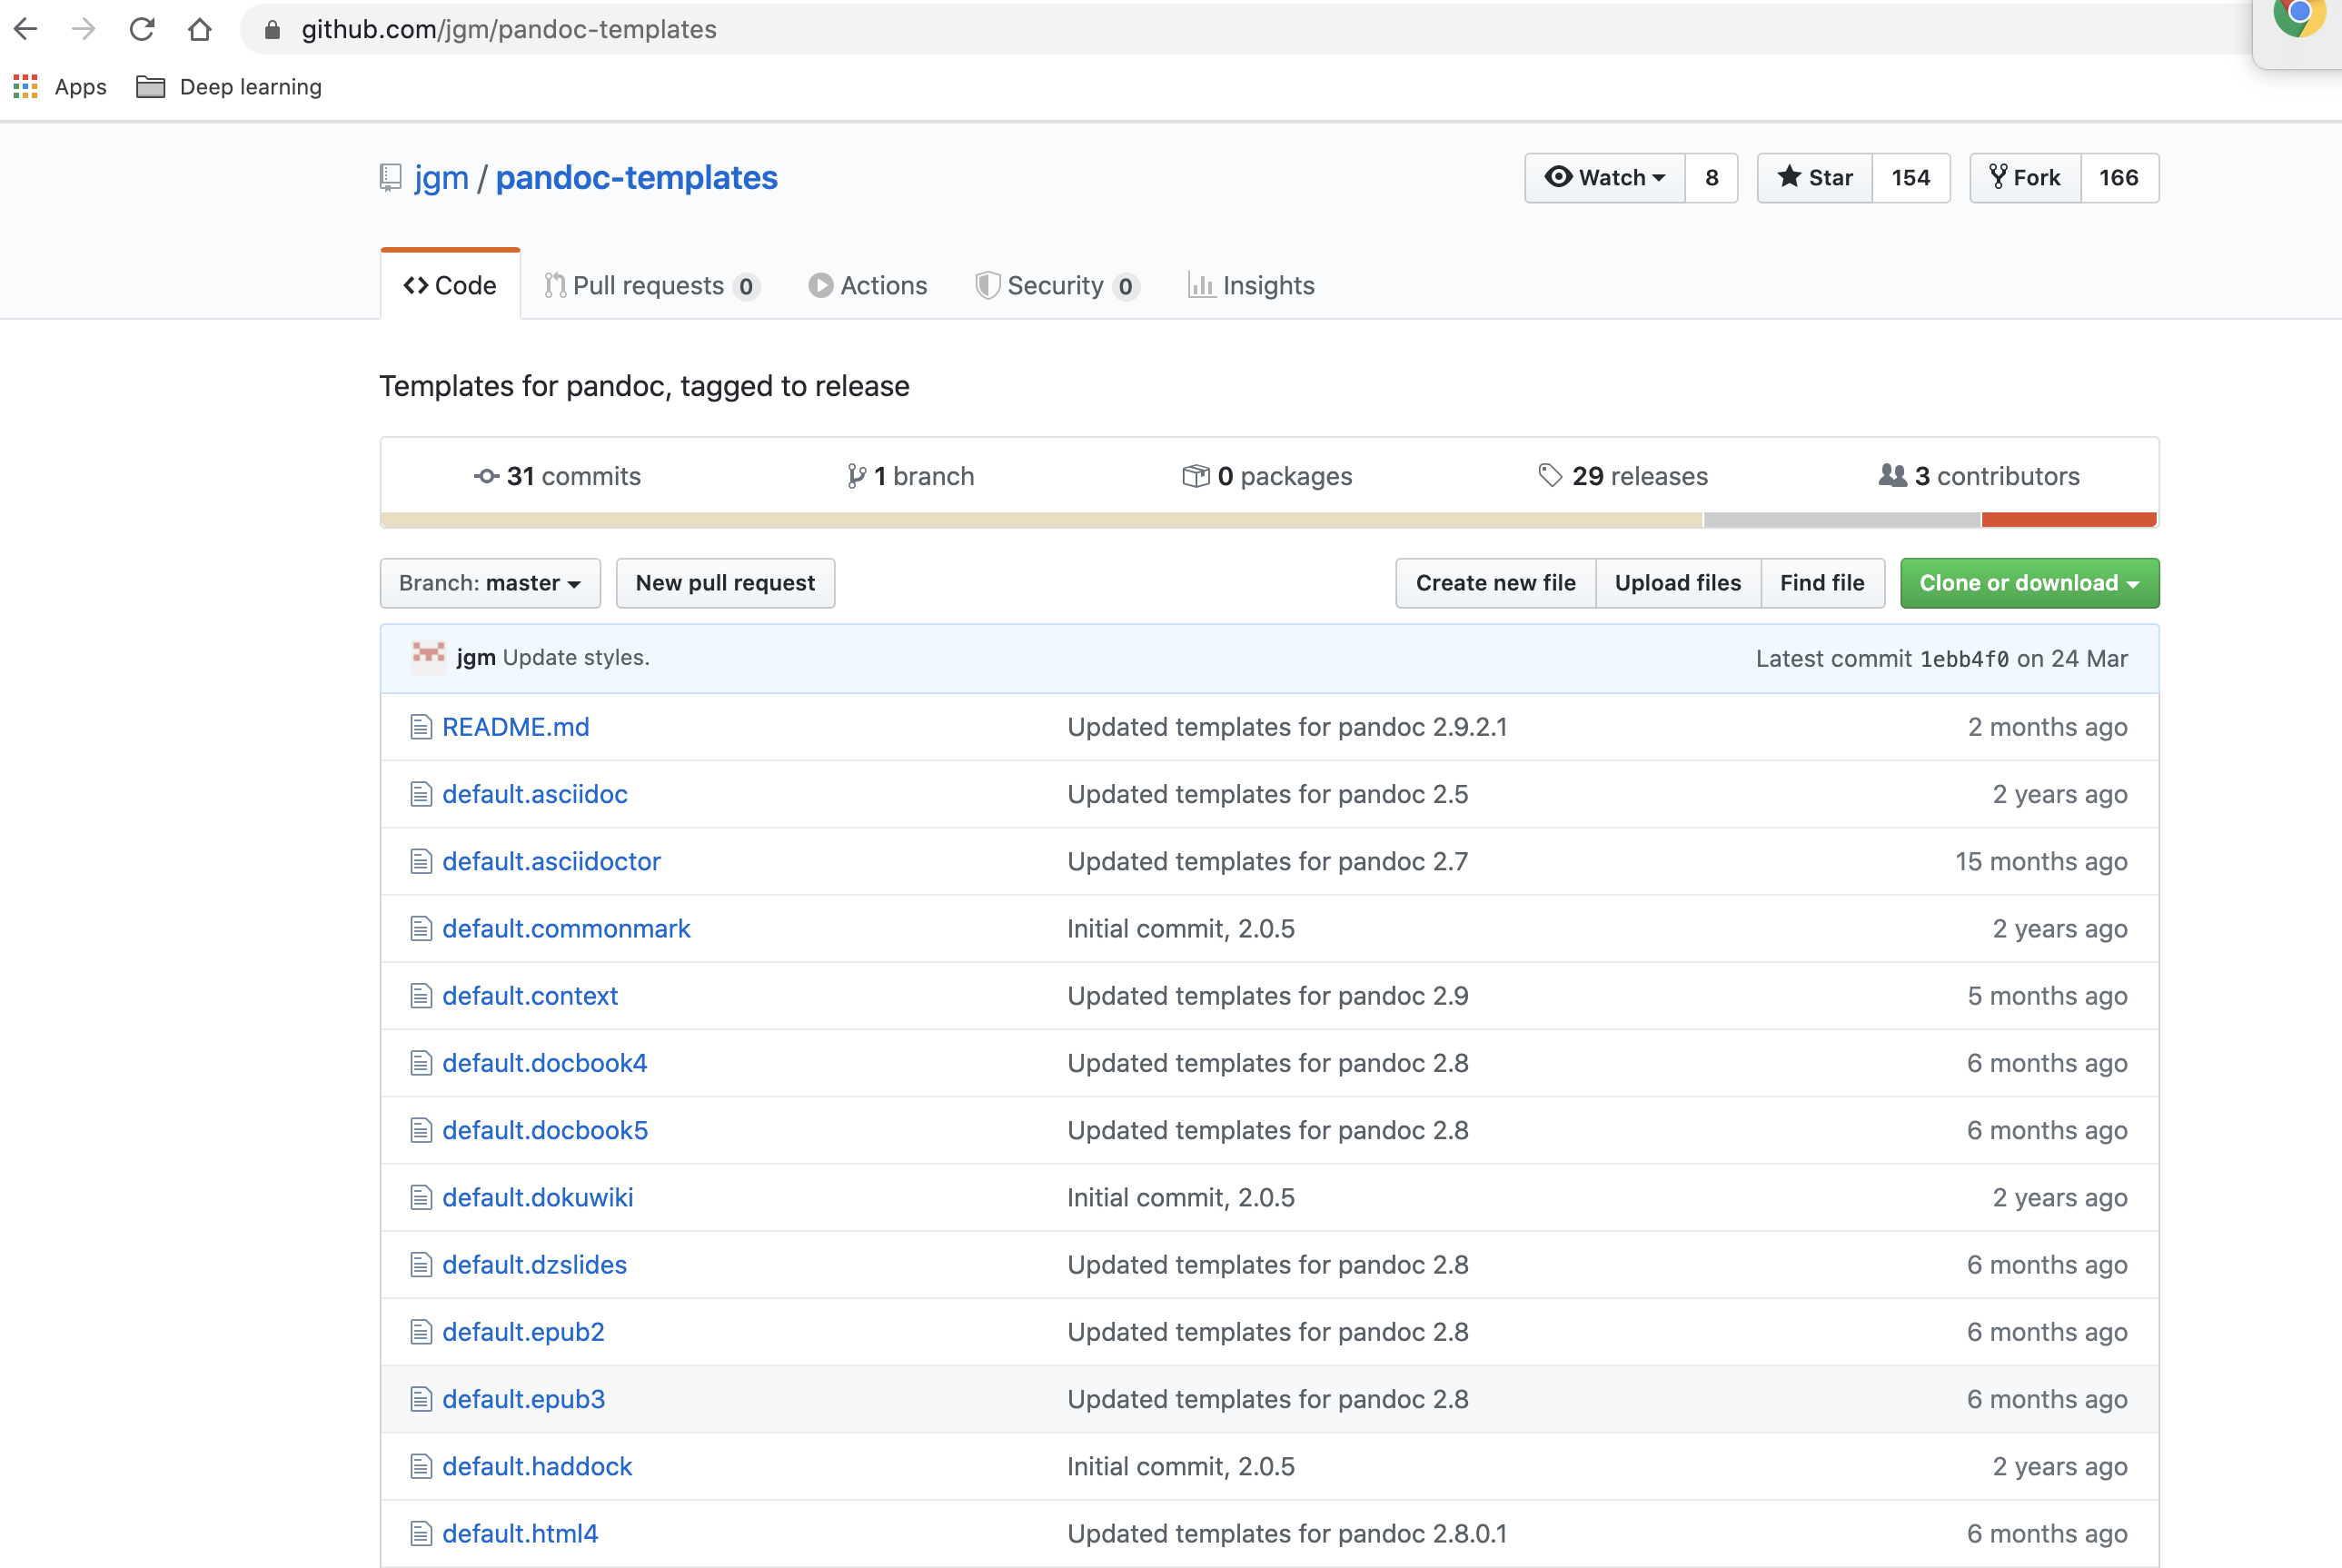 github.com/jgm/pandoc-templates
Apps Deep learning
jgm / pandoc-templates Watch 8 Star 154 Fork 166
Code Pull requests 0 Actions Security 0 Insights
Templates for pandoc, tagged to release
31 commits 1 branch 0 packages 29 releases 3 contributors
Branch: master New pull request Create new file Upload files Find file Clone or download
jgm Update styles. Latest commit 1ebb4f0 on 24 Mar
README.md Updated templates for pandoc 2.9.2.1 2 months ago
default.asciidoc Updated templates for pandoc 2.5 2 years ago
default.asciidoctor Updated templates for pandoc 2.7 15 months ago
default.commonmark Initial commit, 2.0.5 2 years ago
default.context Updated templates for pandoc 2.9 5 months ago
default.docbook4 Updated templates for pandoc 2.8 6 months ago
default.docbook5 Updated templates for pandoc 2.8 6 months ago
default.dokuwiki Initial commit, 2.0.5 2 years ago
default.dzslides Updated templates for pandoc 2.8 6 months ago
default.epub2 Updated templates for pandoc 2.8 6 months ago
default.epub3 Updated templates for pandoc 2.8 6 months ago
default.haddock Initial commit, 2.0.5 2 years ago
default.html4 Updated templates for pandoc 2.8.0.1 6 months ago